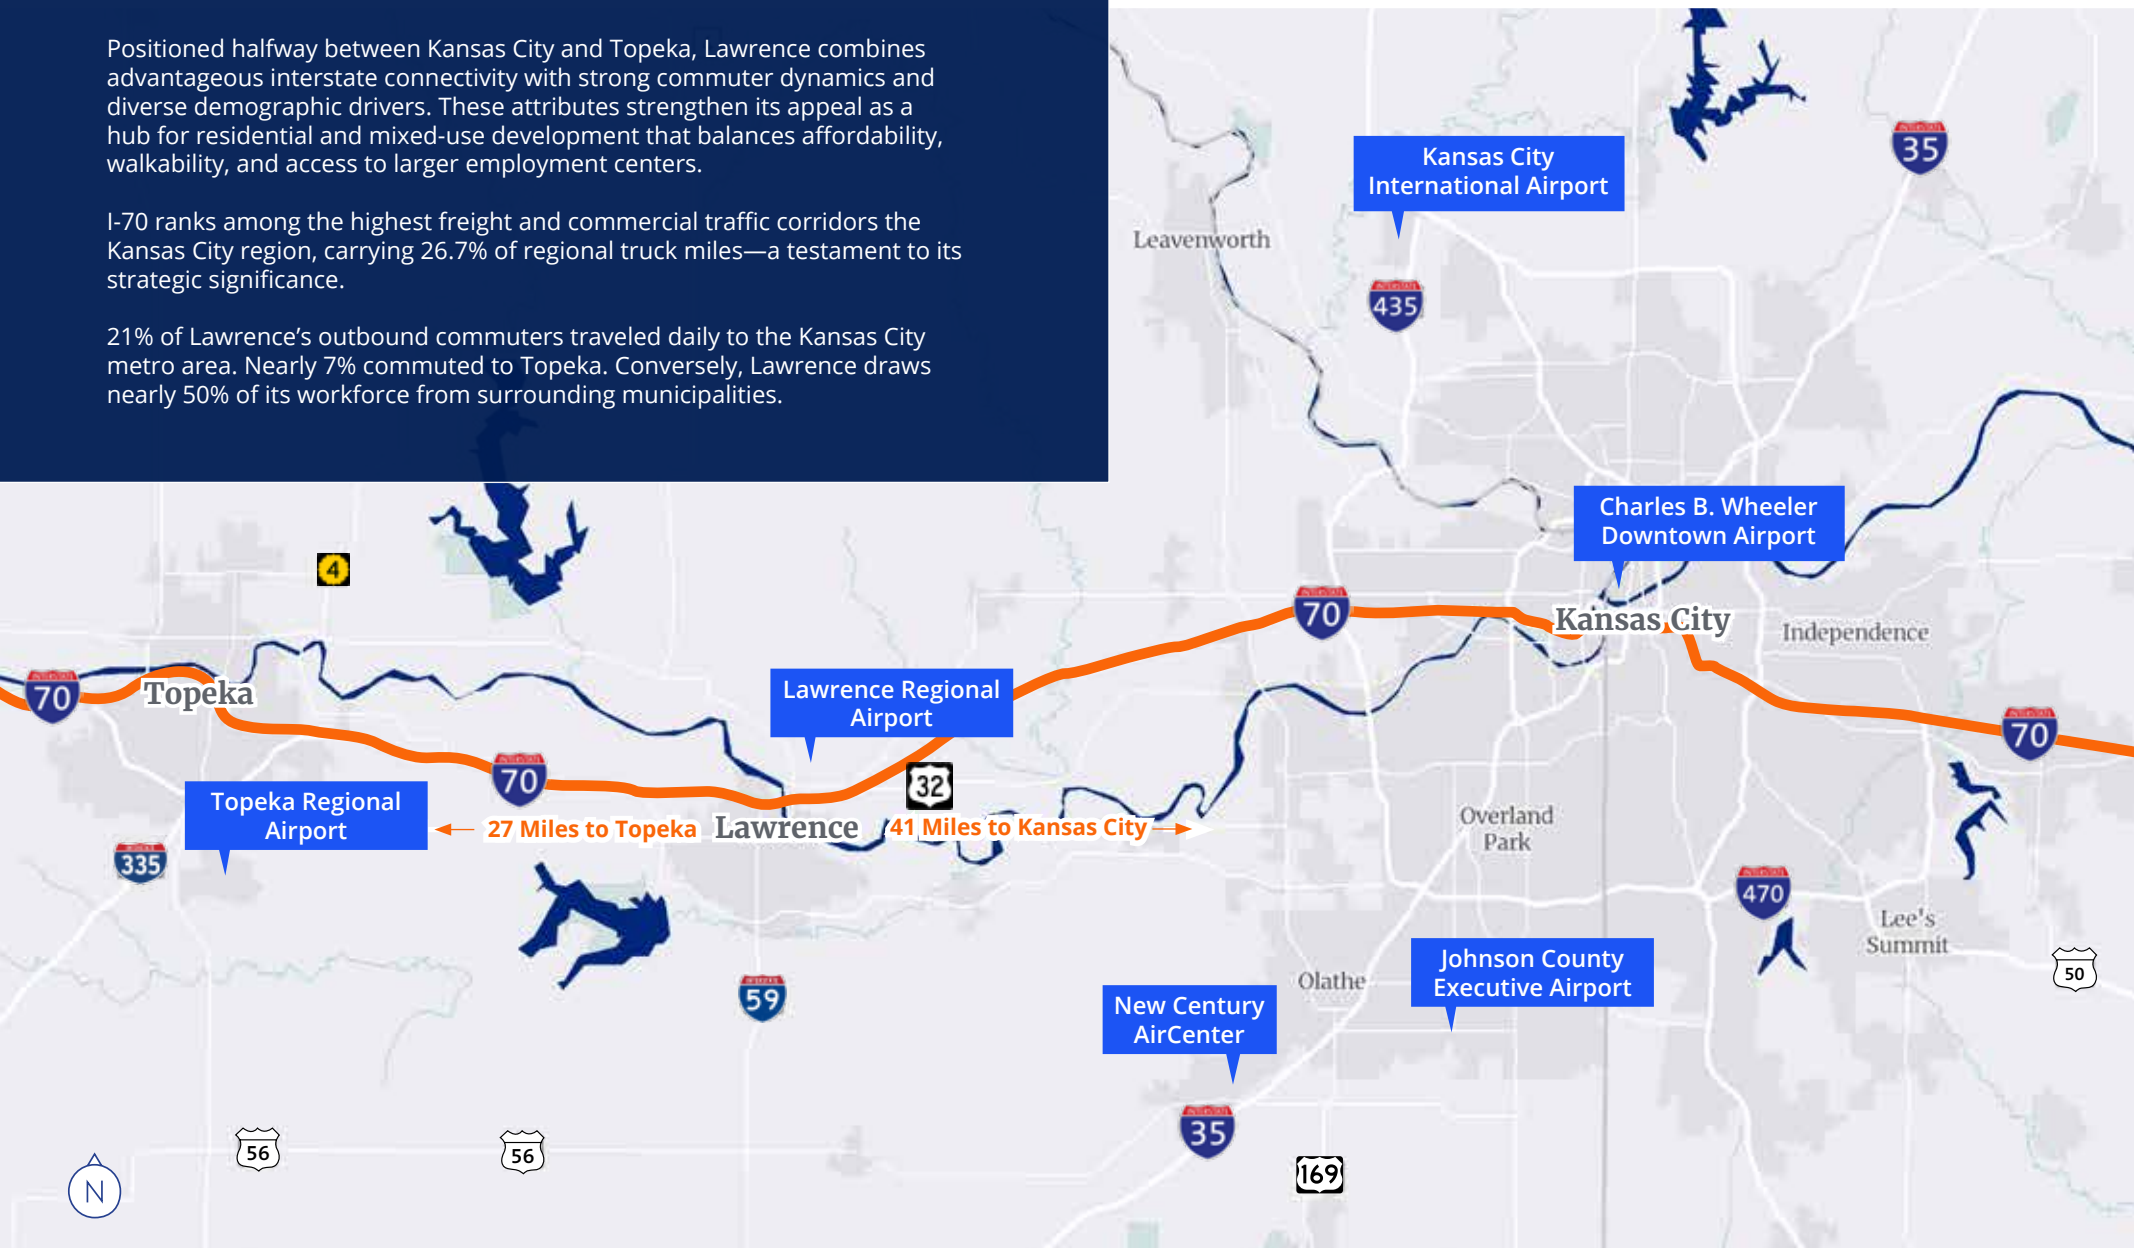 Positioned halfway between Kansas City and Topeka, Lawrence combines
advantageous interstate connectivity with strong commuter dynamics and
diverse demographic drivers. These attributes strengthen its appeal as a
hub for residential and mixed-use development that balances affordability,
walkability, and access to larger employment centers.
I-70 ranks among the highest freight and commercial traffic corridors the
Kansas City region, carrying 26.7% of regional truck miles—a testament to its
strategic significance.
21% of Lawrence’s outbound commuters traveled daily to the Kansas City
metro area. Nearly 7% commuted to Topeka. Conversely, Lawrence draws
nearly 50% of its workforce from surrounding municipalities.
Kansas City
International Airport
INTERSTATE
35
Leavenworth
INTERSTATE
435
Charles B. Wheeler
Downtown Airport
4
INTERSTATE
70
Kansas City
Independence
INTERSTATE
70
Topeka
Lawrence Regional
Airport
INTERSTATE
70
INTERSTATE
70
32
Topeka Regional
Airport
27 Miles to Topeka
Lawrence
41 Miles to Kansas City
Overland
Park
335
INTERSTATE
470
Lee's
Summit
Johnson County
Executive Airport
50
Olathe
59
New Century
AirCenter
INTERSTATE
35
56
56
169
N